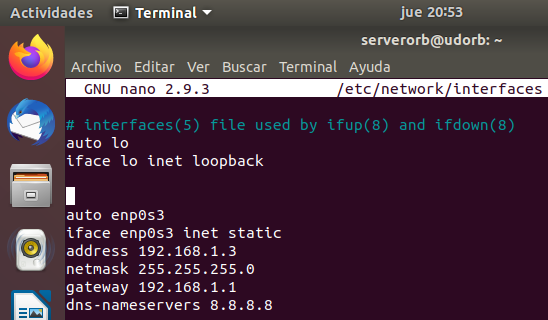 Actividades Terminal jue 20:53
serverorb@udorb: ~
Archivo Editar Ver Buscar Terminal Ayuda
GNU nano 2.9.3 /etc/network/interfaces
# interfaces(5) file used by ifup(8) and ifdown(8)
auto lo
iface lo inet loopback
auto enp0s3
iface enp0s3 inet static
address 192.168.1.3
netmask 255.255.255.0
gateway 192.168.1.1
dns-nameservers 8.8.8.8